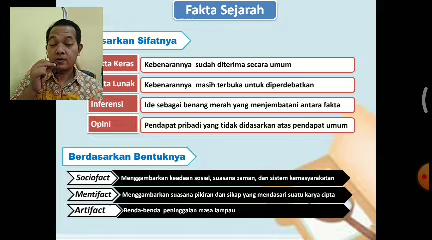 Fakta Sejarah
sarkan Sifatnya
ta Keras
Kebenarannya sudah diterima secara umum
ta Lunak
Kebenarannya masih terbuka untuk diperdebatkan
Inferensi
Ide sebagai benang merah yang menjembatani antara fakta
Opini
Pendapat pribadi yang tidak didasarkan atas pendapat umum
Berdasarkan Bentuknya
Sociofact
Menggambarkan keadaan sosial, suasana zaman, dan sistem kemasyarakatan
Mentifact
Menggambarkan suasana pikiran dan sikap yang mendasari suatu karya cipta
Artifact
Benda-benda peninggalan masa lampau